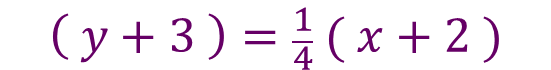 ( y + 3 ) = 1/4 ( x + 2 )